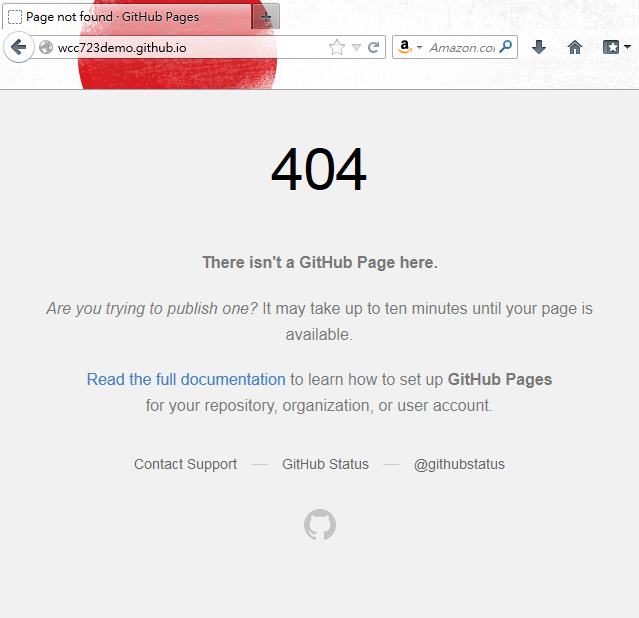 Page not found · GitHub Pages
wcc723demo.github.io
Amazon.co
404
There isn't a GitHub Page here.
Are you trying to publish one? It may take up to ten minutes until your page is
available.
Read the full documentation to learn how to set up GitHub Pages
for your repository, organization, or user account.
Contact Support — GitHub Status — @githubstatus